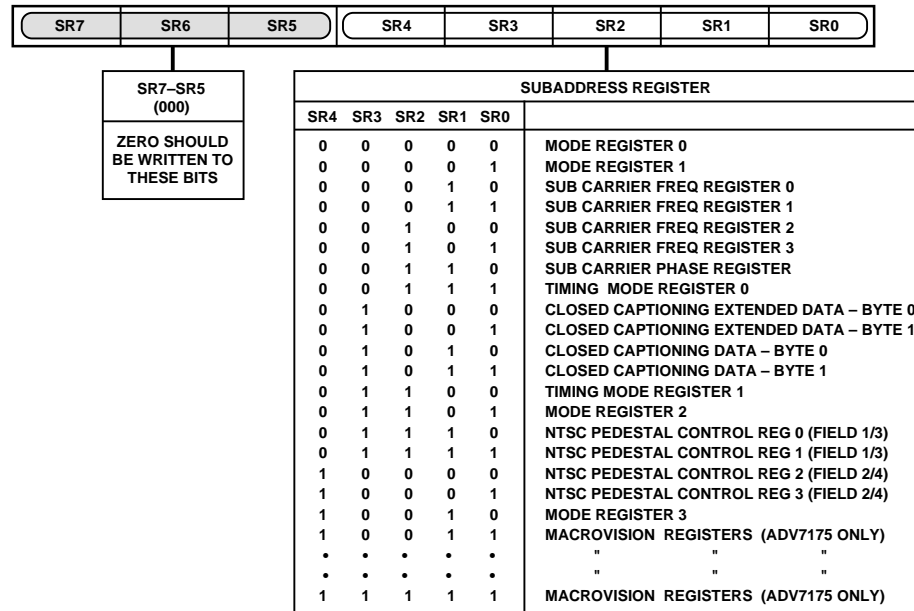 SR7 SR6 SR5 SR4 SR3 SR2 SR1 SR0
SR7–SR5
(000)
ZERO SHOULD
BE WRITTEN TO
THESE BITS
SUBADDRESS REGISTER
SR4 SR3 SR2 SR1 SR0
0 0 0 0 0 MODE REGISTER 0
0 0 0 0 1 MODE REGISTER 1
0 0 0 1 0 SUB CARRIER FREQ REGISTER 0
0 0 0 1 1 SUB CARRIER FREQ REGISTER 1
0 0 1 0 0 SUB CARRIER FREQ REGISTER 2
0 0 1 0 1 SUB CARRIER FREQ REGISTER 3
0 0 1 1 0 SUB CARRIER PHASE REGISTER
0 0 1 1 1 TIMING MODE REGISTER 0
0 1 0 0 0 CLOSED CAPTIONING EXTENDED DATA – BYTE 0
0 1 0 0 1 CLOSED CAPTIONING EXTENDED DATA – BYTE 1
0 1 0 1 0 CLOSED CAPTIONING DATA – BYTE 0
0 1 0 1 1 CLOSED CAPTIONING DATA – BYTE 1
0 1 1 0 0 TIMING MODE REGISTER 1
0 1 1 0 1 MODE REGISTER 2
0 1 1 1 0 NTSC PEDESTAL CONTROL REG 0 (FIELD 1/3)
0 1 1 1 1 NTSC PEDESTAL CONTROL REG 1 (FIELD 1/3)
1 0 0 0 0 NTSC PEDESTAL CONTROL REG 2 (FIELD 2/4)
1 0 0 0 1 NTSC PEDESTAL CONTROL REG 3 (FIELD 2/4)
1 0 0 1 0 MODE REGISTER 3
1 0 0 1 1 MACROVISION REGISTERS (ADV7175 ONLY)
• • • • • " " "
• • • • • " " "
1 1 1 1 1 MACROVISION REGISTERS (ADV7175 ONLY)